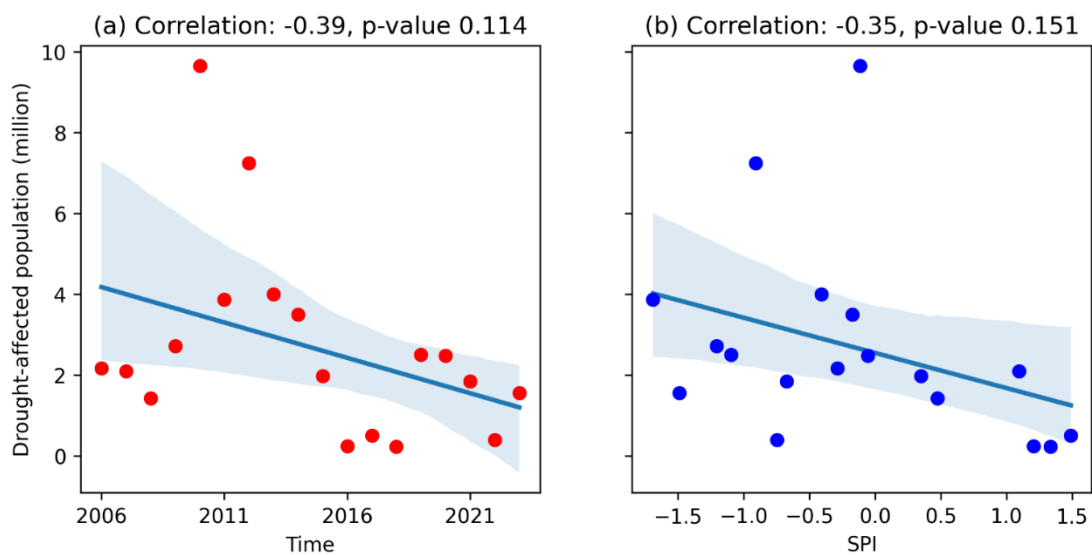 (a) Correlation: -0.39, p-value 0.114
(b) Correlation: -0.35, p-value 0.151
Drought-affected population (million)
10
8
6
4
2
0
2006 2011 2016 2021
Time
−1.5 −1.0 −0.5 0.0 0.5 1.0 1.5
SPI